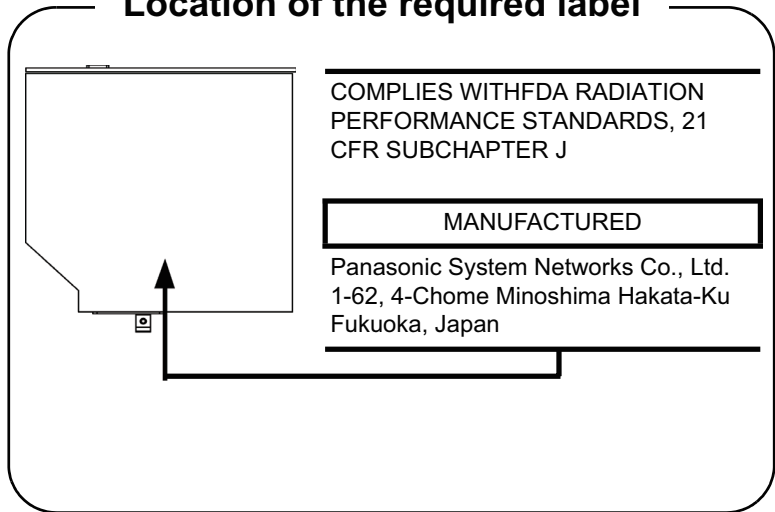 Location of the required label
COMPLIES WITHFDA RADIATION
PERFORMANCE STANDARDS, 21
CFR SUBCHAPTER J
MANUFACTURED
Panasonic System Networks Co., Ltd.
1-62, 4-Chome Minoshima Hakata-Ku
Fukuoka, Japan